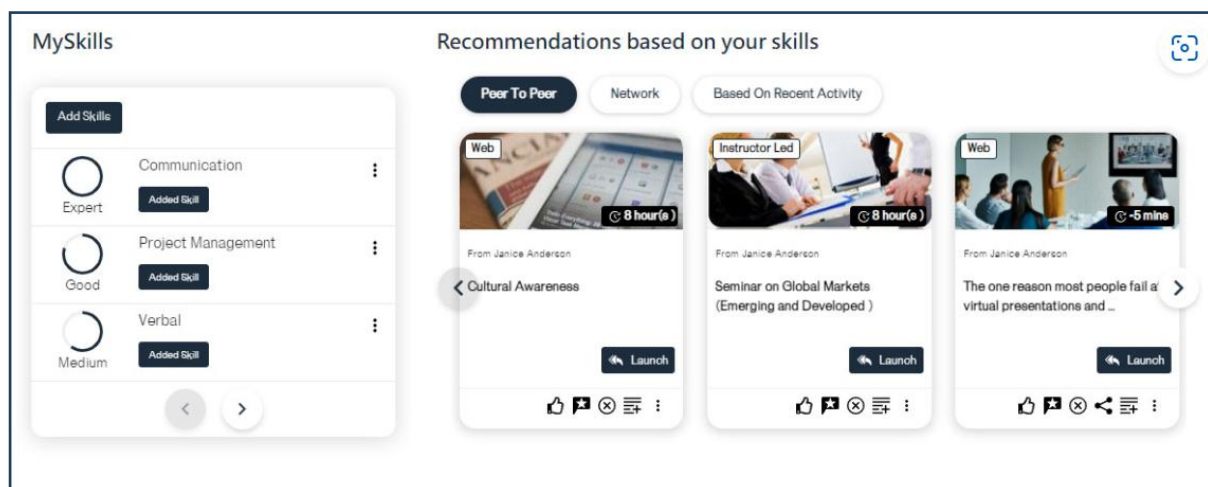 MySkills
Add Skills
Communication
Added Skill
Expert
Project Management
Added Skill
Good
Verbal
Added Skill
Medium
Recommendations based on your skills
Peer To Peer
Network
Based On Recent Activity
Web
8 hour(s )
From Janice Anderson
Cultural Awareness
Launch
Instructor Led
8 hour(s )
From Janice Anderson
Seminar on Global Markets
(Emerging and Developed )
Launch
Web
-5 mins
From Janice Anderson
The one reason most people fail a
virtual presentations and ...
Launch